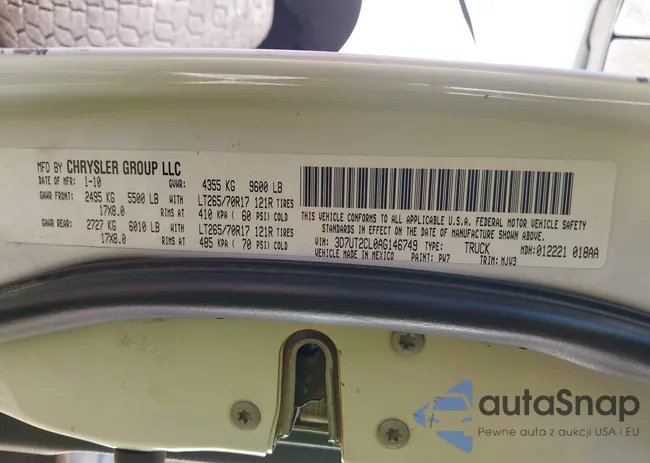 MFD BY CHRYSLER GROUP LLC
DATE OF MFR: 1-10 GVWR: 4355 KG 9600 LB
GAWR FRONT: 2495 KG 5500 LB WITH LT265/70R17 121R TIRES
17X8.0 RIMS AT 410 KPA ( 60 PSI) COLD
GAWR REAR: 2727 KG 6010 LB WITH LT265/70R17 121R TIRES
17X8.0 RIMS AT 485 KPA ( 70 PSI) COLD
THIS VEHICLE CONFORMS TO ALL APPLICABLE U.S.A. FEDERAL MOTOR VEHICLE SAFETY
STANDARDS IN EFFECT ON THE DATE OF MANUFACTURE SHOWN ABOVE.
VIN: 3D7UT2CL0AG146749 TYPE: TRUCK MDH:012221 018AA
VEHICLE MADE IN MEXICO PAINT: PW7 TRIM: MJV3
autoSnap
Pewne auta z aukcji USA i EU